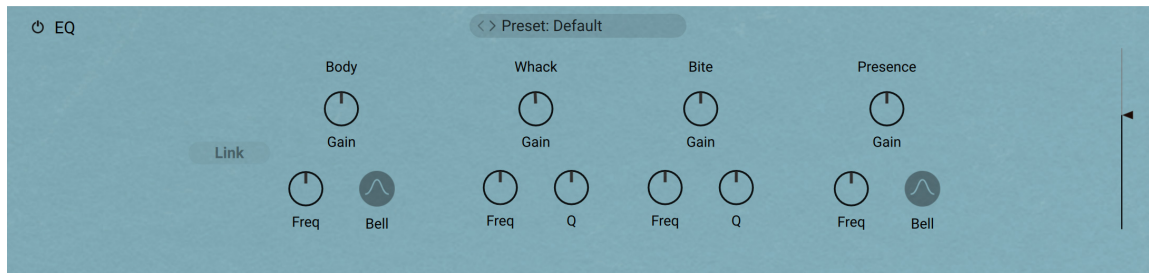 EQ
< > Preset: Default
Body
Whack
Bite
Presence
Gain
Gain
Gain
Gain
Link
Freq
Bell
Freq
Q
Freq
Q
Freq
Bell